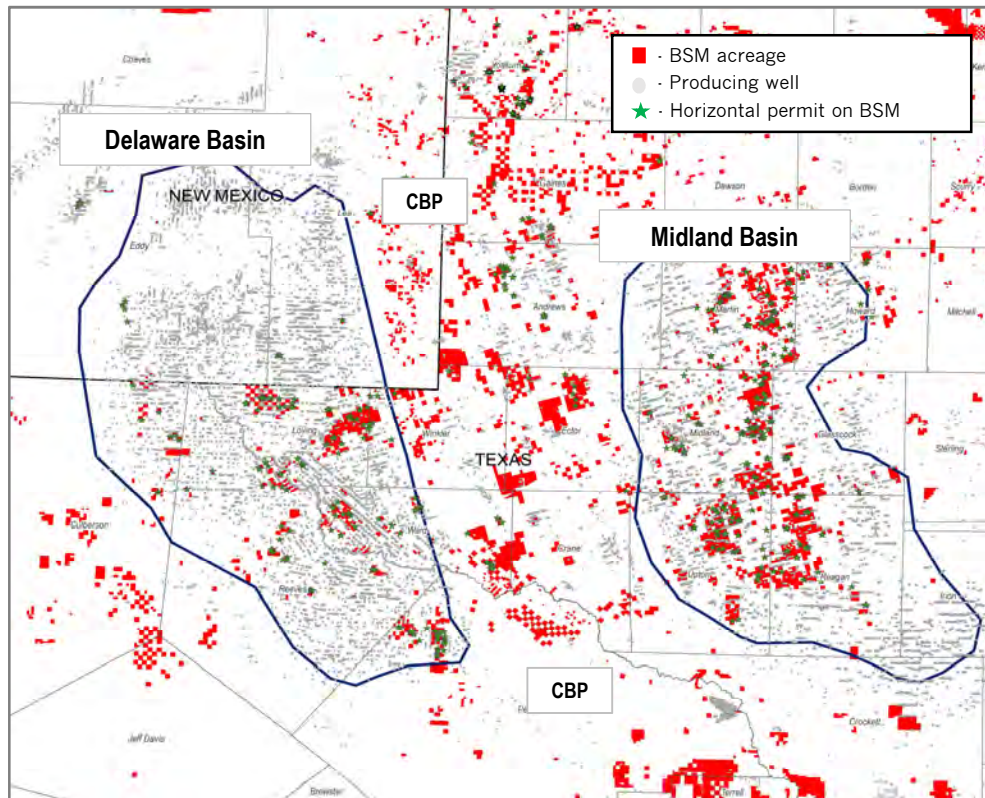 BSM acreage
Producing well
Horizontal permit on BSM
Chaves
Yoakum
Delaware Basin
NEW MEXICO
CBP
Lea
Gaines
Dawson
Borden
Scurry
Eddy
Midland Basin
Andrews
Martin
Howard
Mitchell
Loving
Winkler
Ector
Midland
Glasscock
TEXAS
Sterling
Culberson
Ward
Crane
Upton
Reagan
Reeves
Irion
CBP
Jeff Davis
Crockett
Brewster
Terrell